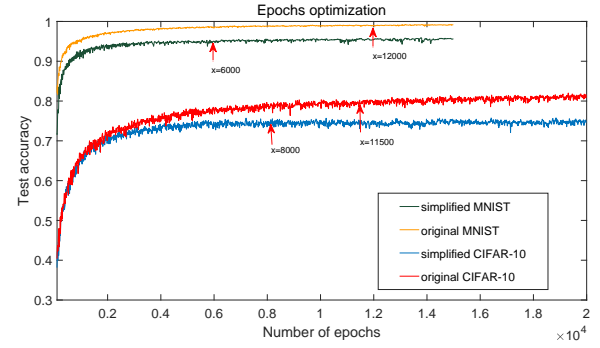 Epochs optimization
Test accuracy
1
0.9
0.8
0.7
0.6
0.5
0.4
0.3
x=6000
x=12000
x=8000
x=11500
simplified MNIST
original MNIST
simplified CIFAR-10
original CIFAR-10
0.2 0.4 0.6 0.8 1 1.2 1.4 1.6 1.8 2
Number of epochs
×10⁴